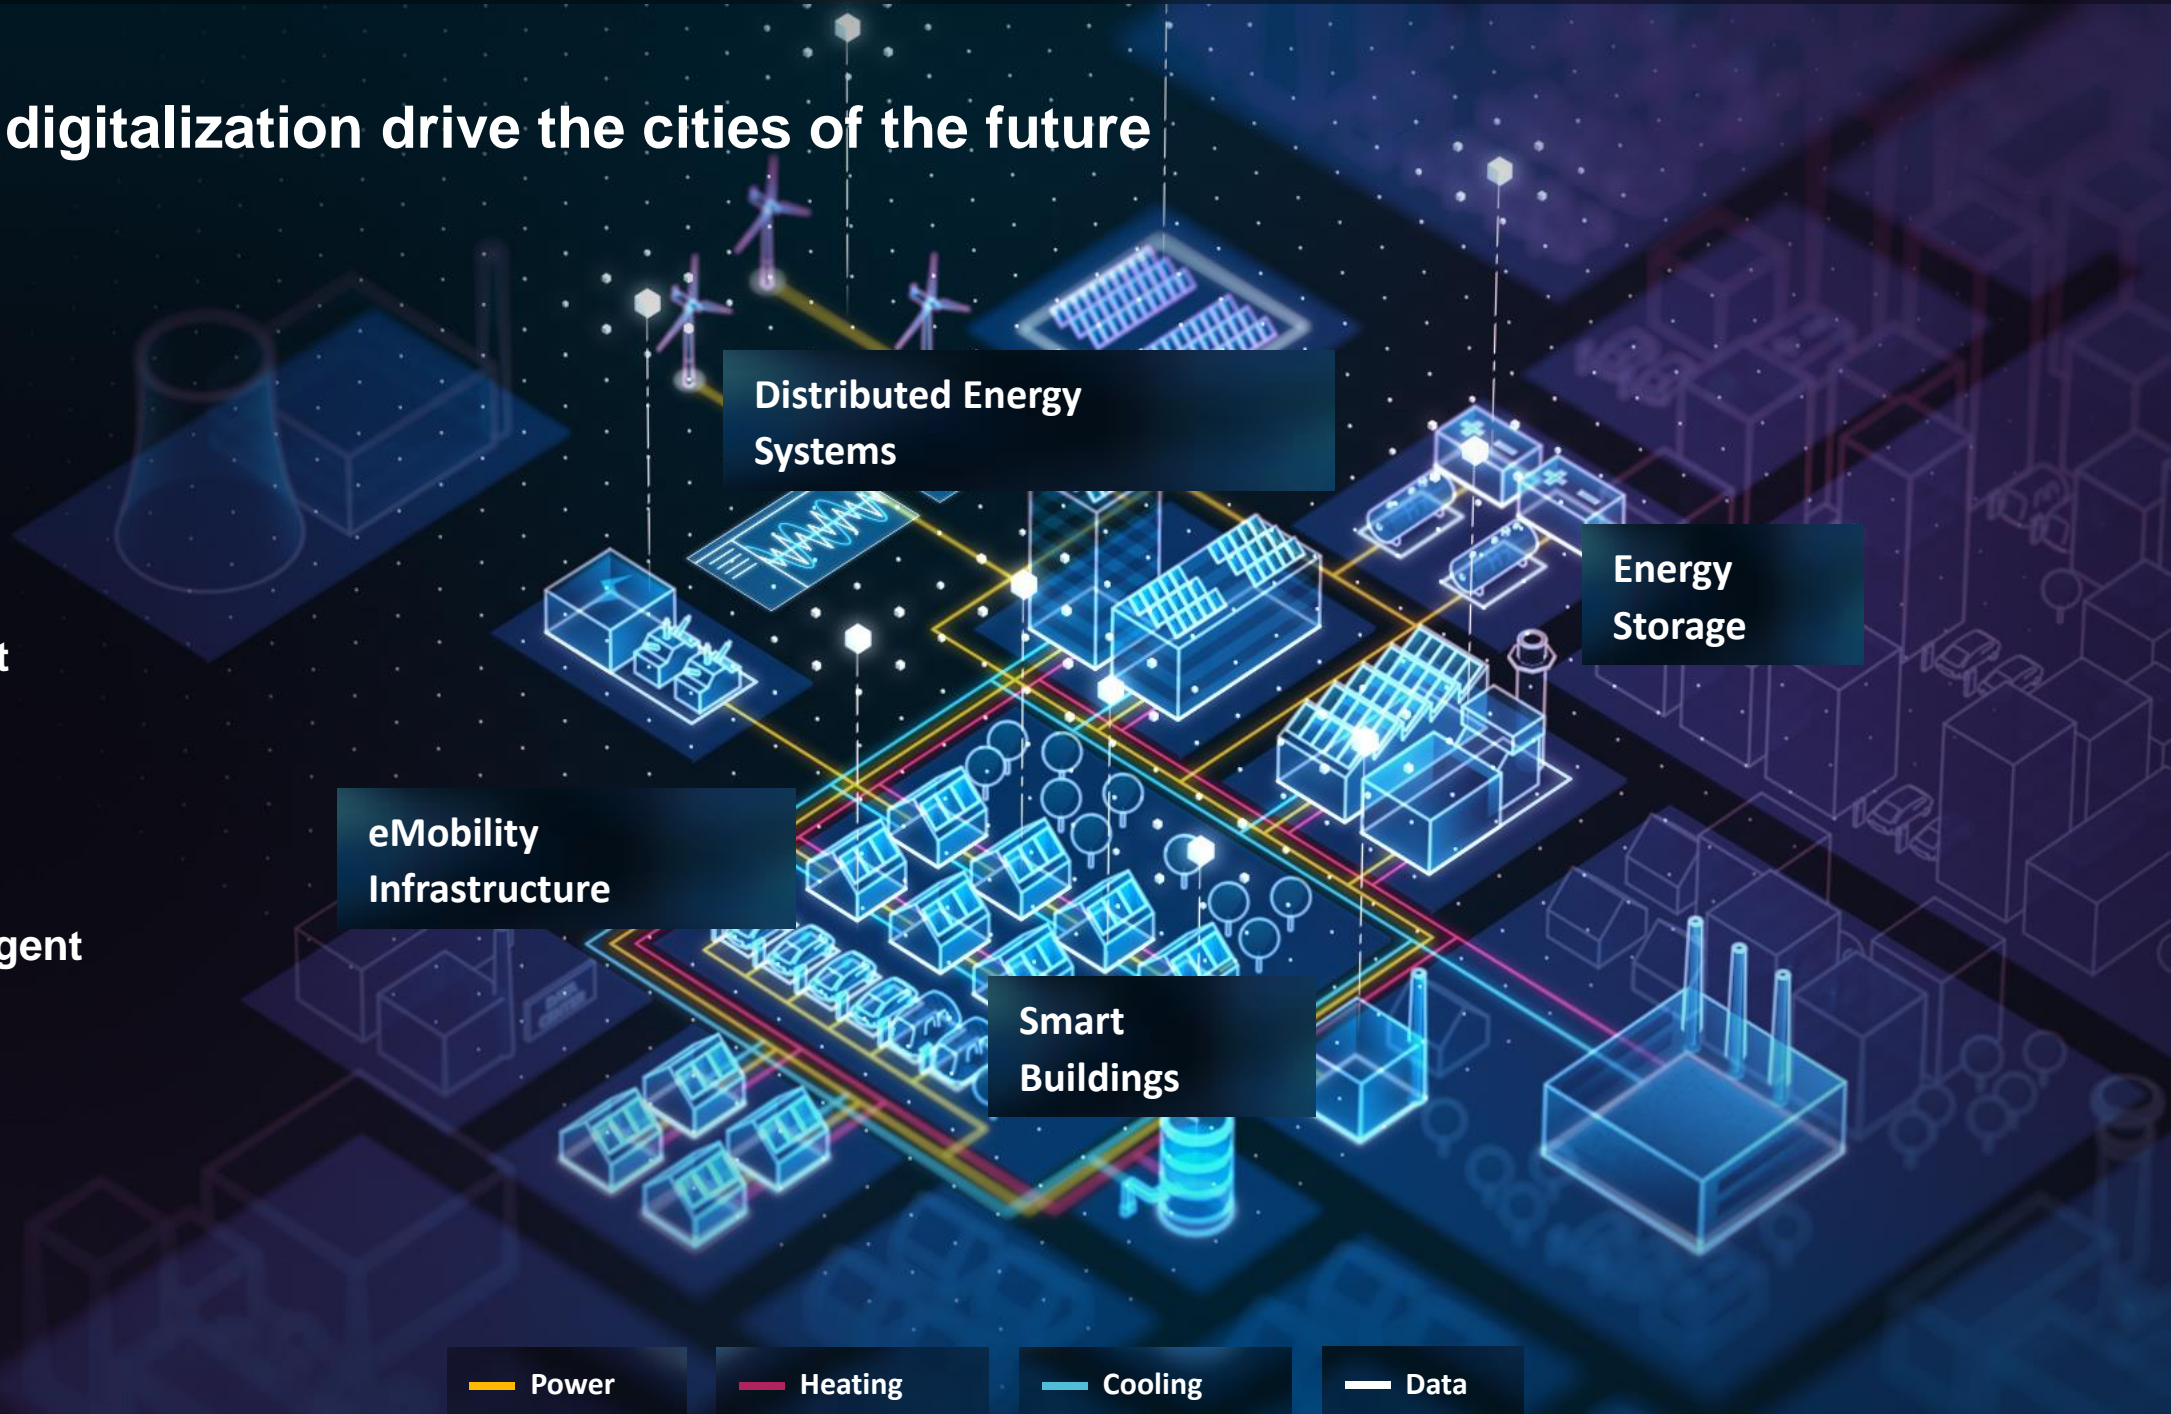 digitalization drive the cities of the future
Distributed Energy
Systems
Energy
Storage
t
eMobility
Infrastructure
gent
Smart
Buildings
Power
Heating
Cooling
Data